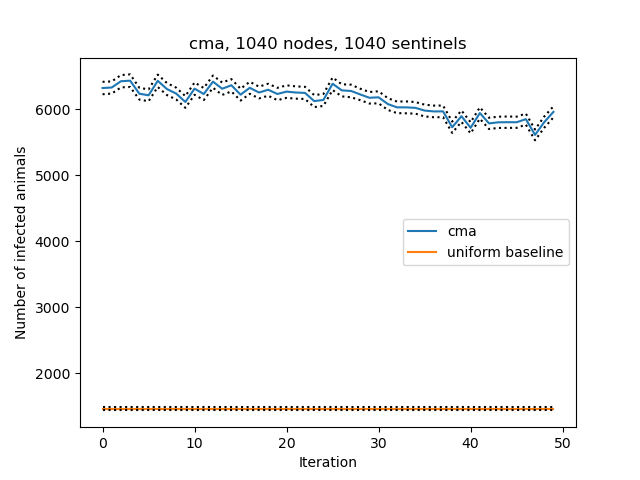 cma, 1040 nodes, 1040 sentinels
Number of infected animals
6000
5000
4000
3000
2000
cma
uniform baseline
0 10 20 30 40 50
Iteration